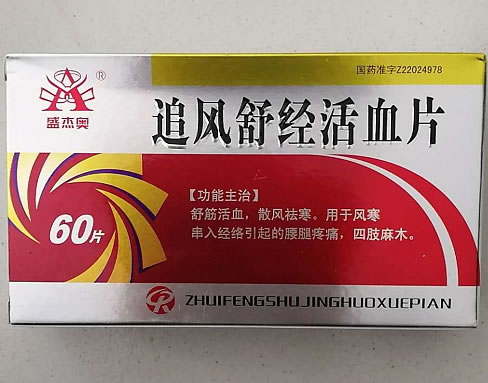 国药准字Z22024978
®
盛杰奥
追风舒经活血片
【功能主治】
舒筋活血，散风祛寒。用于风寒
串入经络引起的腰腿疼痛，四肢麻木。
60片
ZHUIFENGSHUJINGHUOXUEPIAN